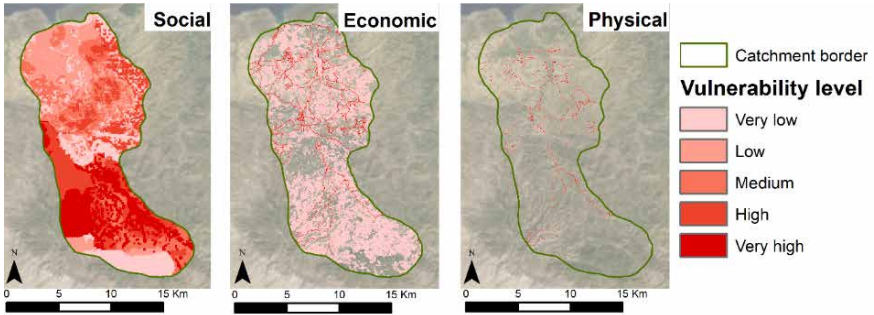 Social
Economic
Physical
Catchment border
Vulnerability level
Very low
Low
Medium
High
Very high
N
N
N
0 5 10 15 Km
0 5 10 15 Km
0 5 10 15 Km